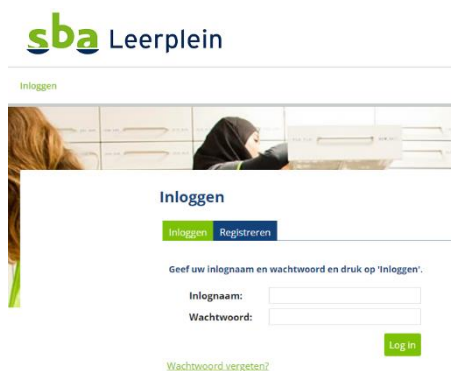 sba Leerplein
Inloggen
Inloggen
Inloggen Registreren
Geef uw inlognaam en wachtwoord en druk op 'Inloggen'.
Inlognaam:
Wachtwoord:
Log in
Wachtwoord vergeten?